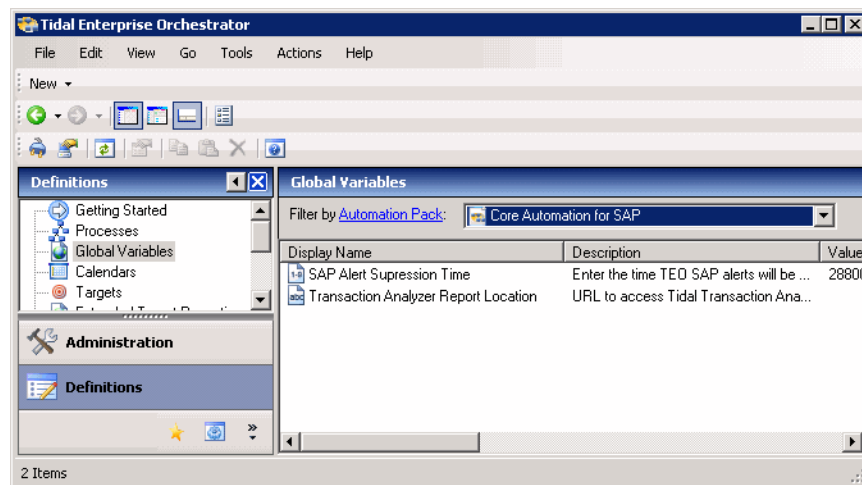 Tidal Enterprise Orchestrator
File Edit View Go Tools Actions Help
New
Definitions
Getting Started
Processes
Global Variables
Calendars
Targets
Administration
Definitions
Global Variables
Filter by Automation Pack: Core Automation for SAP
Display Name Description Value
SAP Alert Supression Time Enter the time TEO SAP alerts will be ... 2880
Transaction Analyzer Report Location URL to access Tidal Transaction Ana...
2 Items